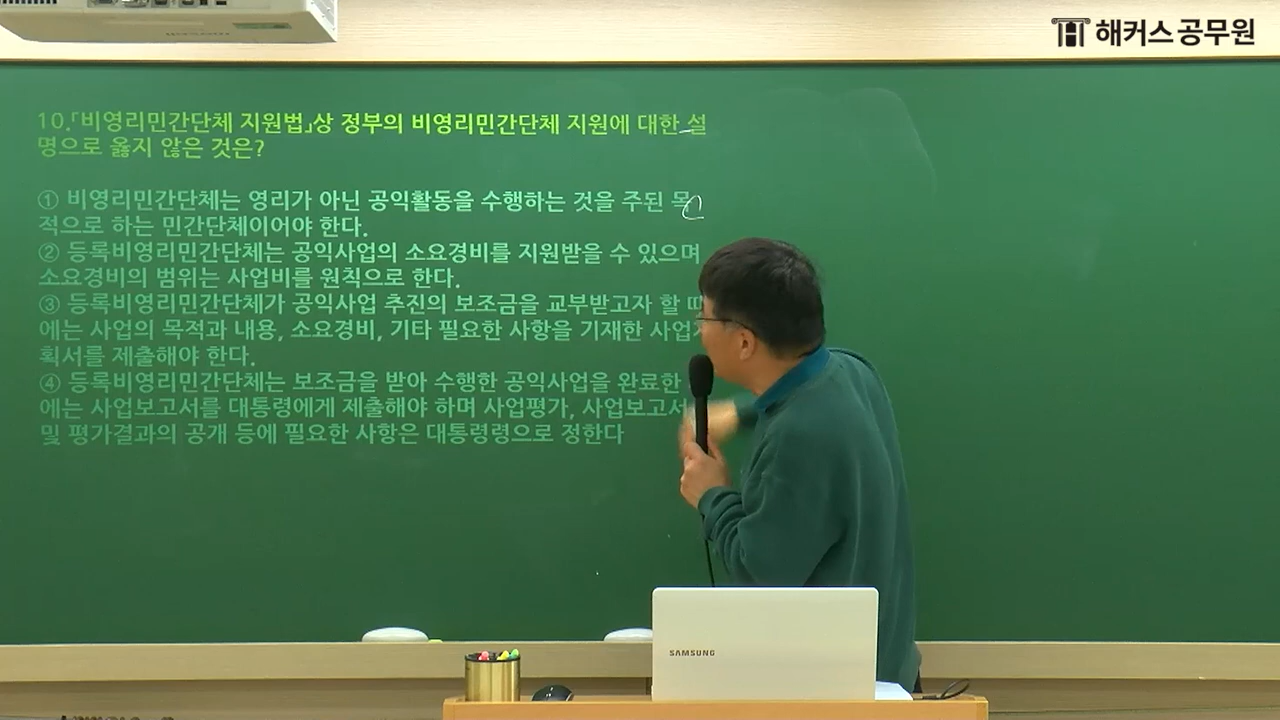 해커스공무원
10.「비영리민간단체 지원법」상 정부의 비영리민간단체 지원에 대한 설
명으로 옳지 않은 것은?
① 비영리민간단체는 영리가 아닌 공익활동을 수행하는 것을 주된 목
적으로 하는 민간단체이어야 한다.
② 등록비영리민간단체는 공익사업의 소요경비를 지원받을 수 있으며
소요경비의 범위는 사업비를 원칙으로 한다.
③ 등록비영리민간단체가 공익사업 추진의 보조금을 교부받고자 할
에는 사업의 목적과 내용, 소요경비, 기타 필요한 사항을 기재한
획서를 제출해야 한다.
④ 등록비영리민간단체는 보조금을 받아 수행한 공익사업을 완료한
에는 사업보고서를 대통령에게 제출해야 하며 사업평가, 사업보고서
및 평가결과의 공개 등에 필요한 사항은 대통령령으로 정한다
SAMSUNG